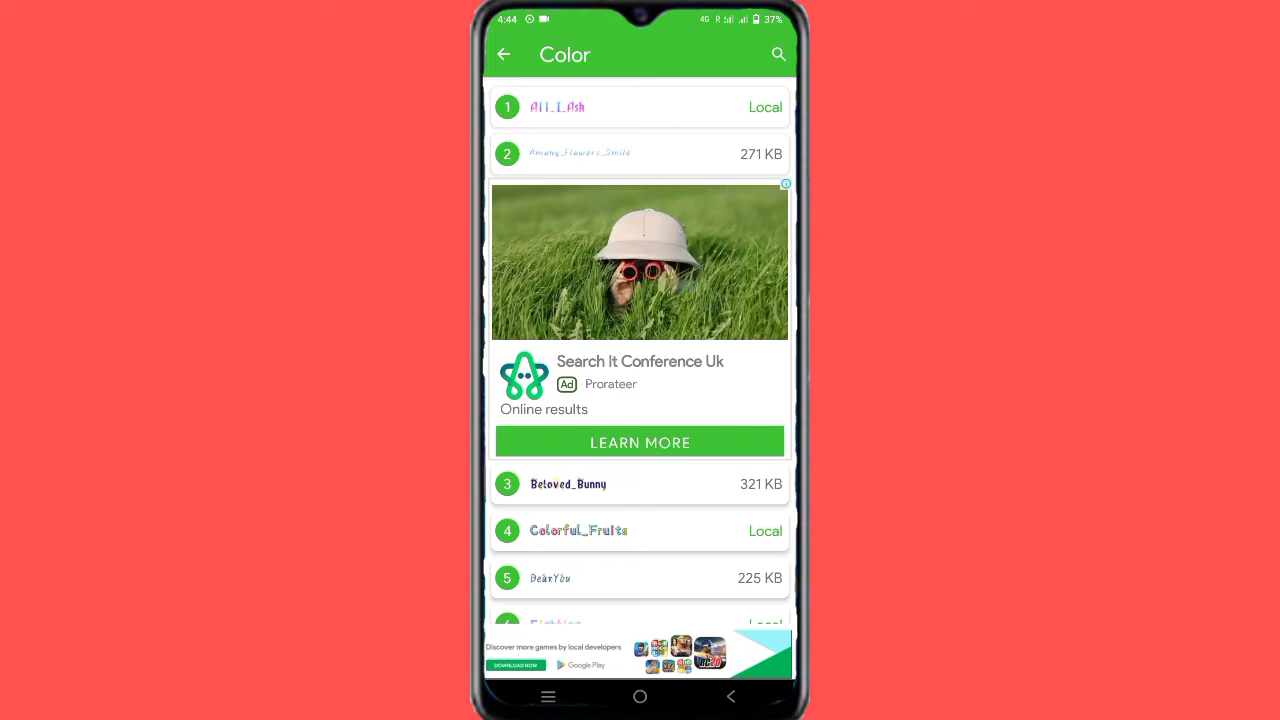 4:44 4G R 37%
Color
1 All_I_Ash Local
2 Among_Flowers_Smile 271 KB
Search It Conference Uk
Ad Prorateer
Online results
LEARN MORE
3 Beloved_Bunny 321 KB
4 Colorful_Fruits Local
5 DearYou 225 KB
Discover more games by local developers
DOWNLOAD NOW Google Play